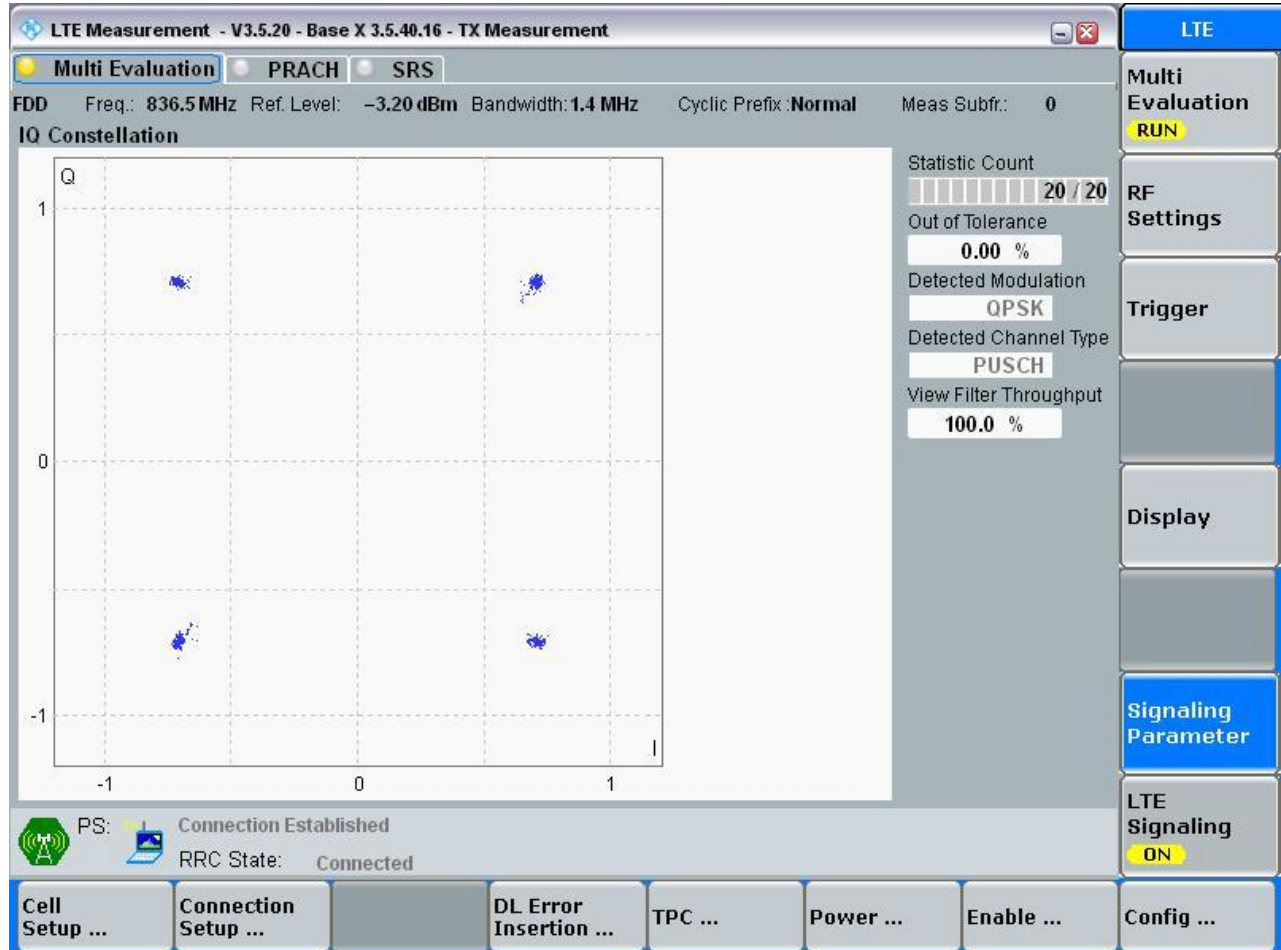 LTE Measurement - V3.5.20 - Base X 3.5.40.16 - TX Measurement
LTE
Multi Evaluation PRACH SRS
FDD Freq.: 836.5 MHz Ref. Level: −3.20 dBm Bandwidth: 1.4 MHz Cyclic Prefix : Normal Meas Subfr.: 0
IQ Constellation
Q
1
0
-1
-1 0 1
I
Statistic Count
20 / 20
Out of Tolerance
0.00 %
Detected Modulation
QPSK
Detected Channel Type
PUSCH
View Filter Throughput
100.0 %
Multi
Evaluation
RUN
RF
Settings
Trigger
Display
Signaling
Parameter
LTE
Signaling
ON
PS: Connection Established
RRC State: Connected
Cell
Setup ...
Connection
Setup ...
DL Error
Insertion ...
TPC ...
Power ...
Enable ...
Config ...